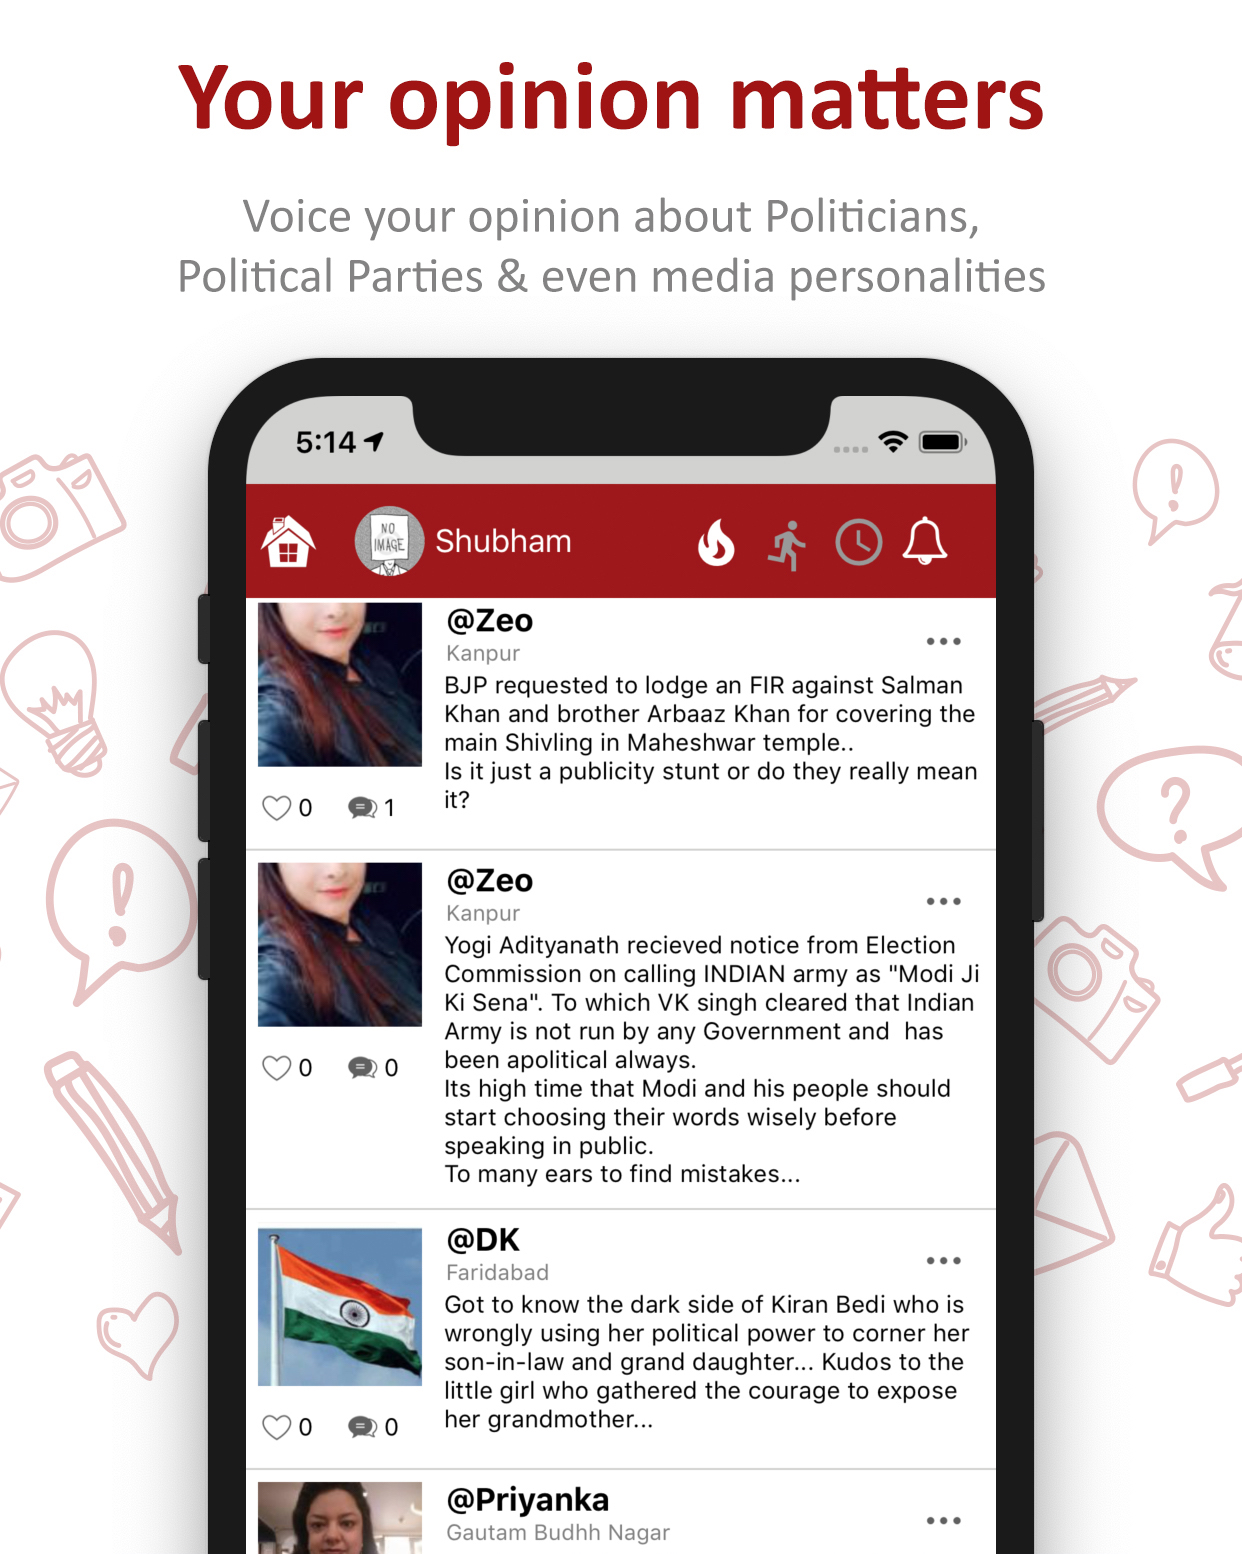 Your opinion matters
Voice your opinion about Politicians,
Political Parties & even media personalities
5:14
NO
IMAGE
Shubham
@Zeo
Kanpur
BJP requested to lodge an FIR against Salman
Khan and brother Arbaaz Khan for covering the
main Shivling in Maheshwar temple..
Is it just a publicity stunt or do they really mean
it?
0 1
@Zeo
Kanpur
Yogi Adityanath recieved notice from Election
Commission on calling INDIAN army as "Modi Ji
Ki Sena". To which VK singh cleared that Indian
Army is not run by any Government and  has
been apolitical always.
Its high time that Modi and his people should
start choosing their words wisely before
speaking in public.
To many ears to find mistakes...
0 0
@DK
Faridabad
Got to know the dark side of Kiran Bedi who is
wrongly using her political power to corner her
son-in-law and grand daughter... Kudos to the
little girl who gathered the courage to expose
her grandmother...
0 0
@Priyanka
Gautam Budhh Nagar